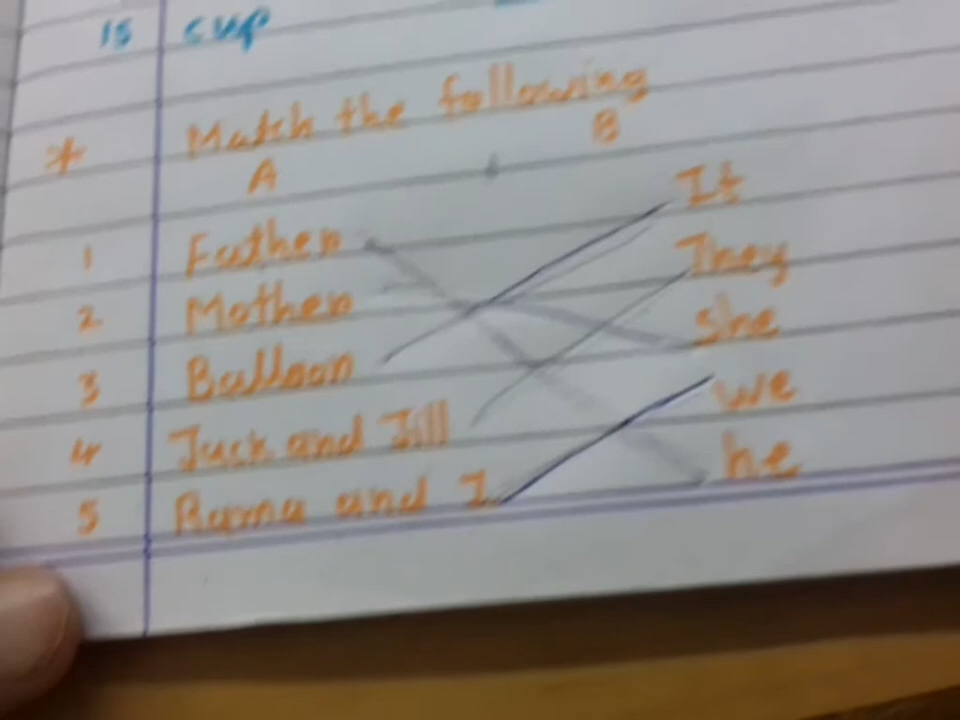 15 cup
* Match the following
A B
1 Father It
2 Mother They
3 Balloon She
4 Jack and Jill we
5 Rama and I he